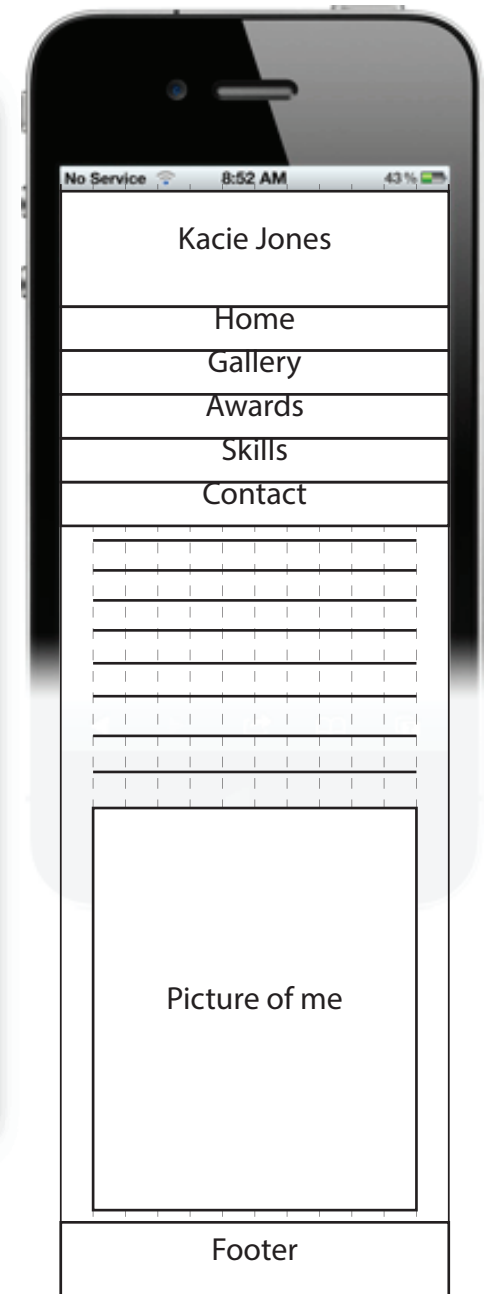 No Service 8:52 AM 43%
Kacie Jones
Home
Gallery
Awards
Skills
Contact
Picture of me
Footer